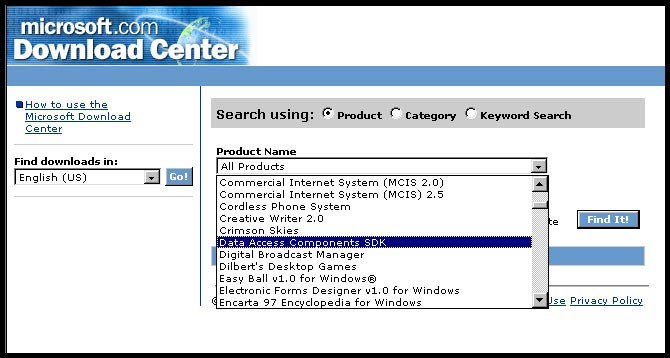 microsoft.com
Download Center
How to use the
Microsoft Download
Center
Find downloads in:
English (US)
Go!
Search using: Product Category Keyword Search
Product Name
All Products
Commercial Internet System (MCIS 2.0)
Commercial Internet System (MCIS) 2.5
Cordless Phone System
Creative Writer 2.0
Crimson Skies
Data Access Components SDK
Digital Broadcast Manager
Dilbert's Desktop Games
Easy Ball v1.0 for Windows®
Electronic Forms Designer v1.0 for Windows
Encarta 97 Encyclopedia for Windows
Find It!
Use Privacy Policy